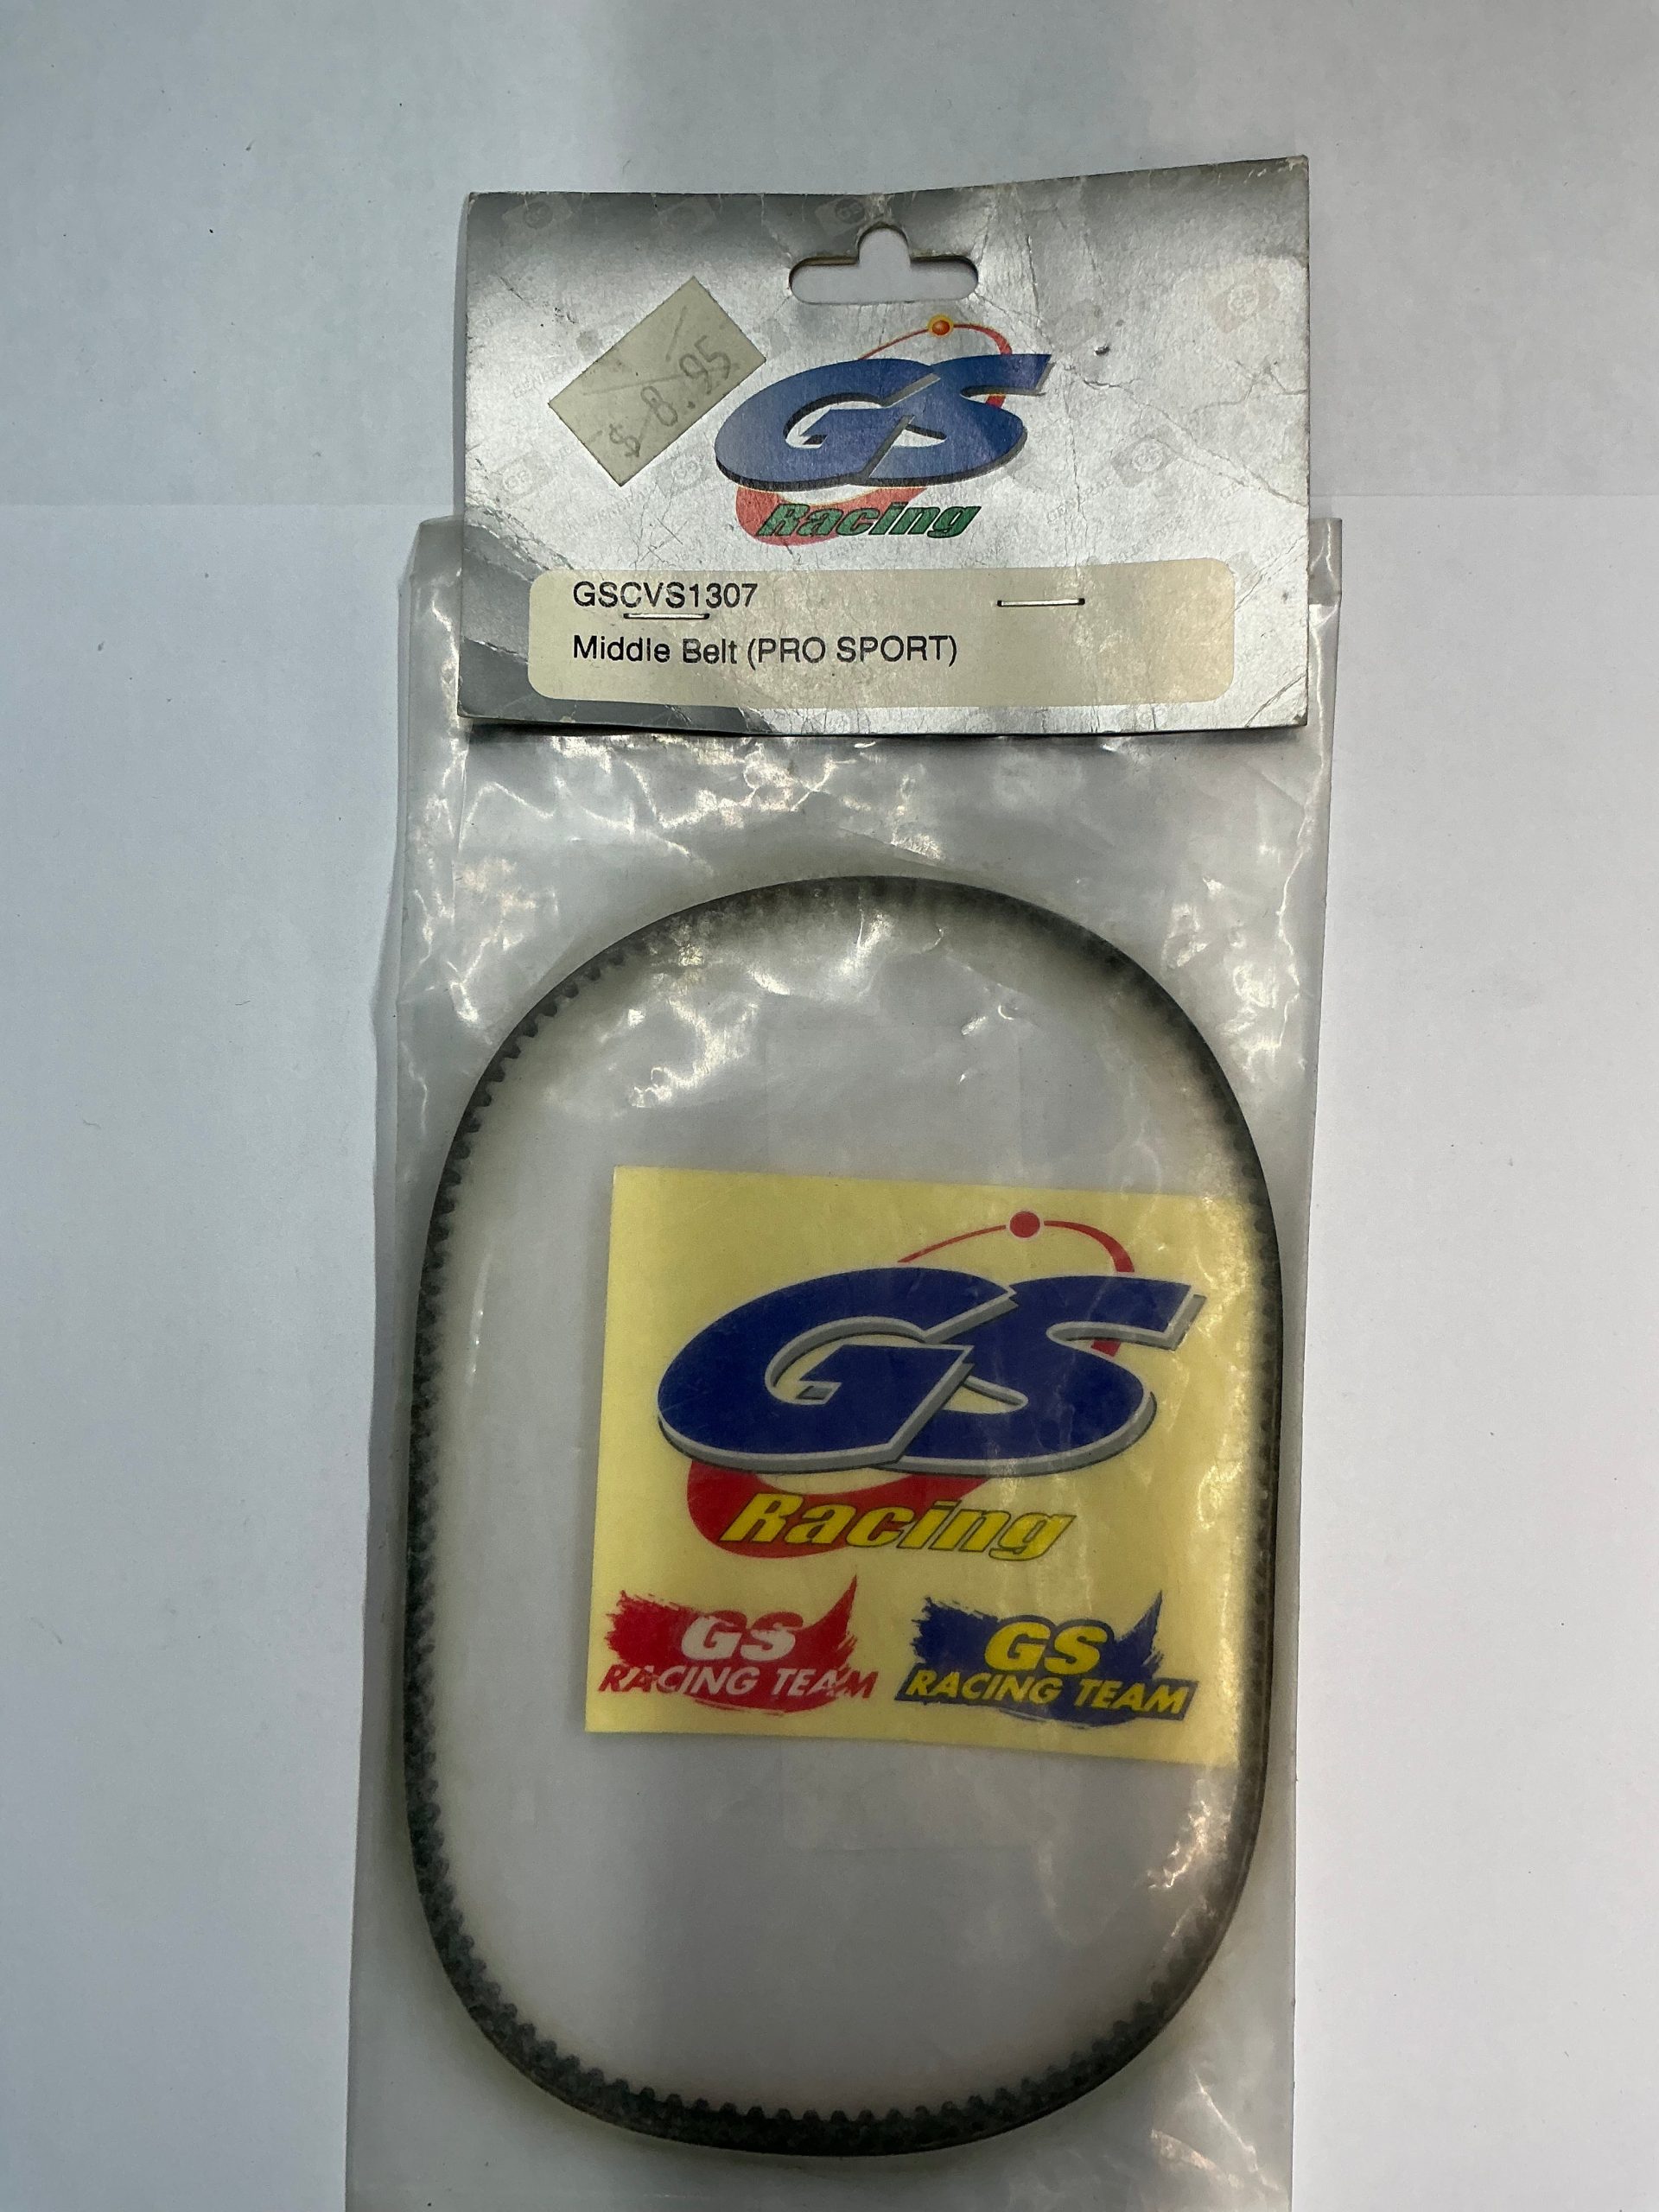 $8.95
GS
Racing
GSCVS1307
Middle Belt (PRO SPORT)
GS
Racing
GS
RACING TEAM
GS
RACING TEAM